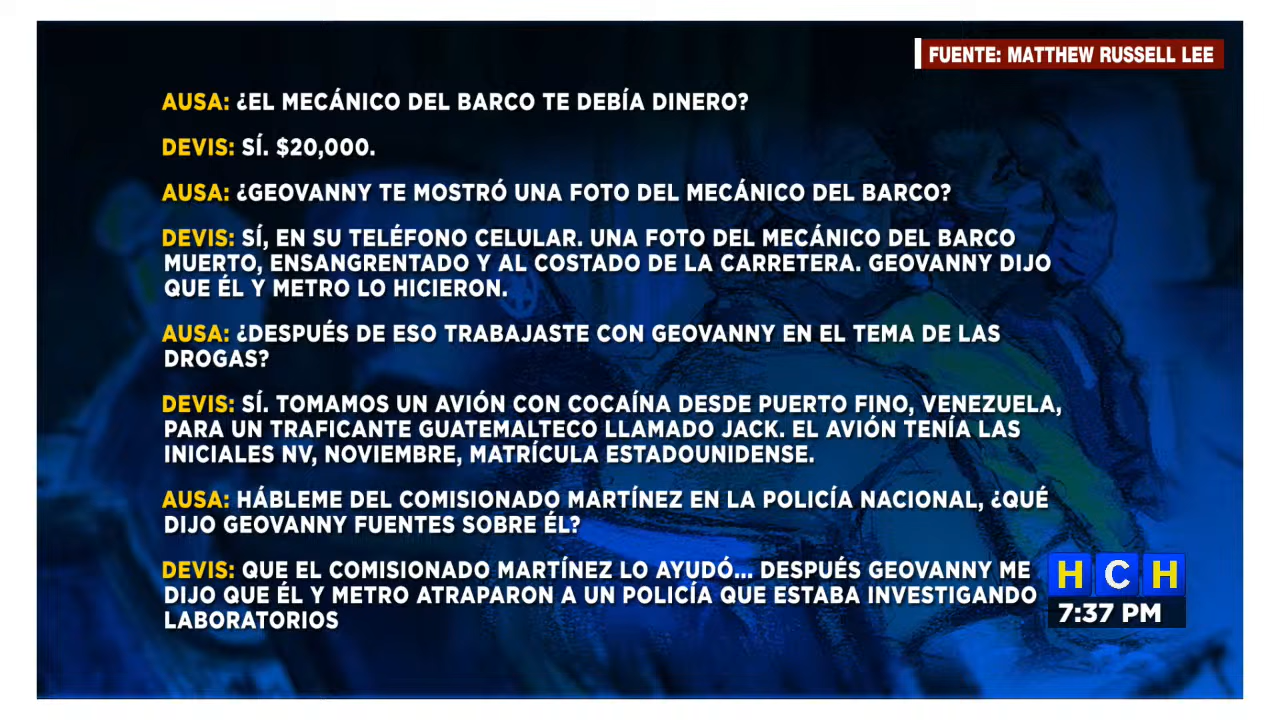 FUENTE: MATTHEW RUSSELL LEE
AUSA: ¿EL MECÁNICO DEL BARCO TE DEBÍA DINERO?
DEVIS: SÍ. $20,000.
AUSA: ¿GEOVANNY TE MOSTRÓ UNA FOTO DEL MECÁNICO DEL BARCO?
DEVIS: SÍ, EN SU TELÉFONO CELULAR. UNA FOTO DEL MECÁNICO DEL BARCO
MUERTO, ENSANGRENTADO Y AL COSTADO DE LA CARRETERA. GEOVANNY DIJO
QUE ÉL Y METRO LO HICIERON.
AUSA: ¿DESPUÉS DE ESO TRABAJASTE CON GEOVANNY EN EL TEMA DE LAS
DROGAS?
DEVIS: SÍ. TOMAMOS UN AVIÓN CON COCAÍNA DESDE PUERTO FINO, VENEZUELA,
PARA UN TRAFICANTE GUATEMALTECO LLAMADO JACK. EL AVIÓN TENÍA LAS
INICIALES NV, NOVIEMBRE, MATRÍCULA ESTADOUNIDENSE.
AUSA: HÁBLEME DEL COMISIONADO MARTÍNEZ EN LA POLICÍA NACIONAL, ¿QUÉ
DIJO GEOVANNY FUENTES SOBRE ÉL?
DEVIS: QUE EL COMISIONADO MARTÍNEZ LO AYUDÓ... DESPUÉS GEOVANNY ME
DIJO QUE ÉL Y METRO ATRAPARON A UN POLICÍA QUE ESTABA INVESTIGANDO
LABORATORIOS
HCH
7:37 PM